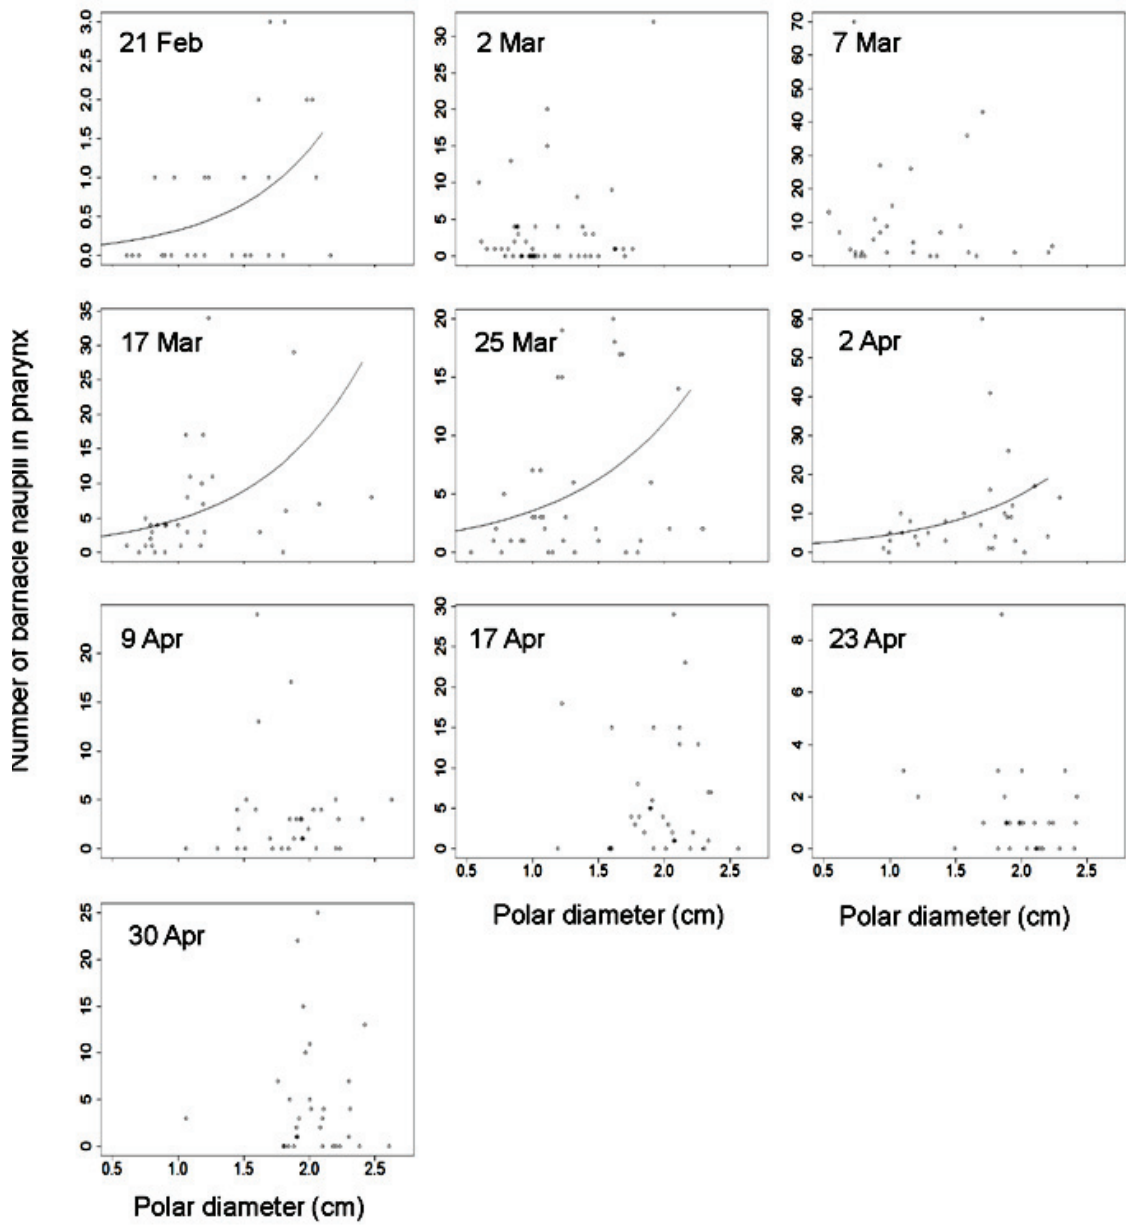 21 Feb
0.0 0.5 1.0 1.5 2.0 2.5 3.0
2 Mar
0 5 10 15 20 25 30
7 Mar
0 10 20 30 40 50 60 70
17 Mar
0 5 10 15 20 25 30 35
25 Mar
0 5 10 15 20
2 Apr
0 10 20 30 40 50 60
Number of barnacle nauplii in pharynx
9 Apr
0 5 10 15 20
17 Apr
0 5 10 15 20 25 30
0.5 1.0 1.5 2.0 2.5
Polar diameter (cm)
23 Apr
0 2 4 6 8
0.5 1.0 1.5 2.0 2.5
Polar diameter (cm)
30 Apr
0 5 10 15 20 25
0.5 1.0 1.5 2.0 2.5
Polar diameter (cm)